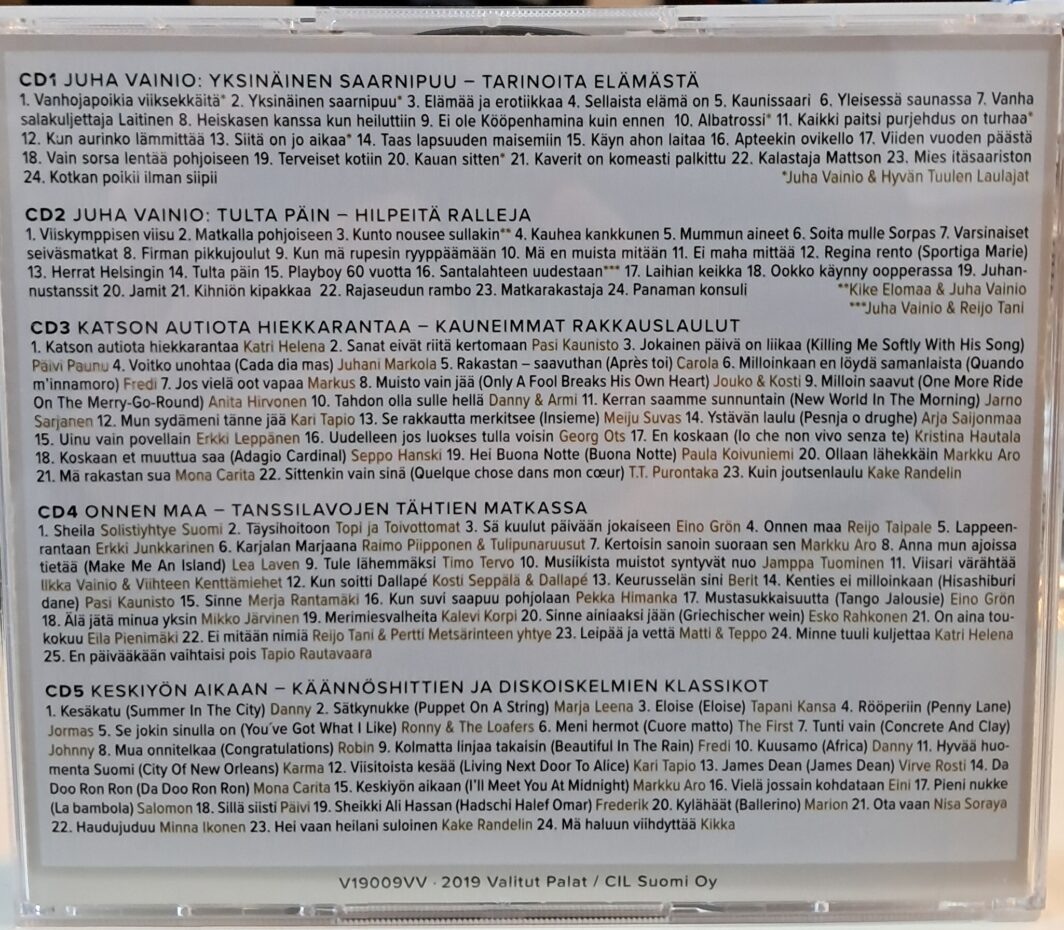 CD1 JUHA VAINIO: YKSINÄINEN SAARNIPUU – TARINOITA ELÄMÄSTÄ
1. Vanhojapoikia viiksekkäitä* 2. Yksinäinen saarnipuu* 3. Elämää ja erotiikkaa 4. Sellaista elämä on 5. Kaunissaari 6. Yleisessä saunassa 7. Vanha
salakuljettaja Laitinen 8. Heiskasen kanssa kun heiluttiin 9. Ei ole Kööpenhamina kuin ennen 10. Albatrossi* 11. Kaikki paitsi purjehdus on turhaa*
12. Kun aurinko lämmittää 13. Siitä on jo aikaa* 14. Taas lapsuuden maisemiin 15. Käyn ahon laitaa 16. Apteekin ovikello 17. Viiden vuoden päästä
18. Vain sorsa lentää pohjoiseen 19. Terveiset kotiin 20. Kauan sitten* 21. Kaverit on komeasti palkittu 22. Kalastaja Mattson 23. Mies itäsaariston
24. Kotkan poikii ilman siipii *Juha Vainio & Hyvän Tuulen Laulajat
CD2 JUHA VAINIO: TULTA PÄIN – HILPEITÄ RALLEJA
1. Viiskymppisen viisu 2. Matkalla pohjoiseen 3. Kunto nousee sullakin** 4. Kauhea kankkunen 5. Mummun aineet 6. Soita mulle Sorpas 7. Varsinaiset
seiväsmatkat 8. Firman pikkujoulut 9. Kun mä rupesin ryyppäämään 10. Mä en muista mitään 11. Ei maha mittää 12. Regina rento (Sportiga Marie)
13. Herrat Helsingin 14. Tulta päin 15. Playboy 60 vuotta 16. Santalahteen uudestaan*** 17. Laihian keikka 18. Ookko käynny oopperassa 19. Juhan-
nustanssit 20. Jamit 21. Kihniön kipakkaa 22. Rajaseudun rambo 23. Matkarakastaja 24. Panaman konsuli **Kike Elomaa & Juha Vainio
***Juha Vainio & Reijo Tani
CD3 KATSON AUTIOTA HIEKKARANTAA – KAUNEIMMAT RAKKAUSLAULUT
1. Katson autiota hiekkarantaa Katri Helena 2. Sanat eivät riitä kertomaan Pasi Kaunisto 3. Jokainen päivä on liikaa (Killing Me Softly With His Song)
Päivi Paunu 4. Voitko unohtaa (Cada dia mas) Juhani Markola 5. Rakastan – saavuthan (Après toi) Carola 6. Milloinkaan en löydä samanlaista (Quando
m'innamoro) Fredi 7. Jos vielä oot vapaa Markus 8. Muisto vain jää (Only A Fool Breaks His Own Heart) Jouko & Kosti 9. Milloin saavut (One More Ride
On The Merry-Go-Round) Anita Hirvonen 10. Tahdon olla sulle hellä Danny & Armi 11. Kerran saamme sunnuntain (New World In The Morning) Jarno
Sarjanen 12. Mun sydämeni tänne jää Kari Tapio 13. Se rakkautta merkitsee (Insieme) Meiju Suvas 14. Ystävän laulu (Pesnja o drughe) Arja Saijonmaa
15. Uinu vain povellain Erkki Leppänen 16. Uudelleen jos luokses tulla voisin Georg Ots 17. En koskaan (Io che non vivo senza te) Kristina Hautala
18. Koskaan et muuttua saa (Adagio Cardinal) Seppo Hanski 19. Hei Buona Notte (Buona Notte) Paula Koivuniemi 20. Ollaan lähekkäin Markku Aro
21. Mä rakastan sua Mona Carita 22. Sittenkin vain sinä (Quelque chose dans mon cœur) T.T. Purontaka 23. Kuin joutsenlaulu Kake Randelin
CD4 ONNEN MAA – TANSSILAVOJEN TÄHTIEN MATKASSA
1. Sheila Solistiyhtye Suomi 2. Täysihoitoon Topi ja Toivottomat 3. Sä kuulut päivään jokaiseen Eino Grön 4. Onnen maa Reijo Taipale 5. Lappeen-
rantaan Erkki Junkkarinen 6. Karjalan Marjaana Raimo Piipponen & Tulipunaruusut 7. Kertoisin sanoin suoraan sen Markku Aro 8. Anna mun ajoissa
tietää (Make Me An Island) Lea Laven 9. Tule lähemmäksi Timo Tervo 10. Musiikista muistot syntyvät nuo Jamppa Tuominen 11. Viisari värähtää
Iikka Vainio & Viihteen Kenttämiehet 12. Kun soitti Dallapé Kosti Seppälä & Dallapé 13. Keurusselän sini Berit 14. Kenties ei milloinkaan (Hisashiburi
dane) Pasi Kaunisto 15. Sinne Merja Rantamäki 16. Kun suvi saapuu pohjolaan Pekka Himanka 17. Mustasukkaisuutta (Tango Jalousie) Eino Grön
18. Älä jätä minua yksin Mikko Järvinen 19. Merimiesvalheita Kalevi Korpi 20. Sinne ainiaaksi jään (Griechischer wein) Esko Rahkonen 21. On aina tou-
kokuu Eila Pienimäki 22. Ei mitään nimiä Reijo Tani & Pertti Metsärinteen yhtye 23. Leipää ja vettä Matti & Teppo 24. Minne tuuli kuljettaa Katri Helena
25. En päivääkään vaihtaisi pois Tapio Rautavaara
CD5 KESKIYÖN AIKAAN – KÄÄNNÖSHITTIEN JA DISKOISKELMIEN KLASSIKOT
1. Kesäkatu (Summer In The City) Danny 2. Sätkynukke (Puppet On A String) Marja Leena 3. Eloise (Eloise) Tapani Kansa 4. Rööperiin (Penny Lane)
Jormas 5. Se jokin sinulla on (You´ve Got What I Like) Ronny & The Loafers 6. Meni hermot (Cuore matto) The First 7. Tunti vain (Concrete And Clay)
Johnny 8. Mua onnitelkaa (Congratulations) Robin 9. Kolmatta linjaa takaisin (Beautiful In The Rain) Fredi 10. Kuusamo (Africa) Danny 11. Hyvää huo-
menta Suomi (City Of New Orleans) Karma 12. Viisitoista kesää (Living Next Door To Alice) Kari Tapio 13. James Dean (James Dean) Virve Rosti 14. Da
Doo Ron Ron (Da Doo Ron Ron) Mona Carita 15. Keskiyön aikaan (I'll Meet You At Midnight) Markku Aro 16. Vielä jossain kohdataan Eini 17. Pieni nukke
(La bambola) Salomon 18. Sillä siisti Päivi 19. Sheikki Ali Hassan (Hadschi Halef Omar) Frederik 20. Kylähäät (Ballerino) Marion 21. Ota vaan Nisa Soraya
22. Haudujuduu Minna Ikonen 23. Hei vaan heilani suloinen Kake Randelin 24. Mä haluun viihdyttää Kikka
V19009VV · 2019 Valitut Palat / CIL Suomi Oy